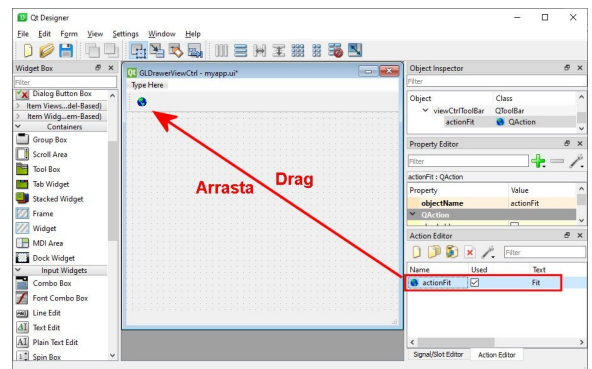 Qt Designer
File Edit Form View Settings Window Help
Widget Box
Filter
Dialog Button Box
Item Views...del-Based)
Item Widg...em-Based)
Containers
Group Box
Scroll Area
Tool Box
Tab Widget
Stacked Widget
Frame
Widget
MDI Area
Dock Widget
Input Widgets
Combo Box
Font Combo Box
Line Edit
Text Edit
Plain Text Edit
Spin Box
GLDrawerViewCtrl - myapp.ui*
Type Here
Arrasta
Drag
Object Inspector
Filter
Object Class
viewCtrlToolBar QToolBar
actionFit QAction
Property Editor
Filter
actionFit : QAction
Property Value
objectName actionFit
QAction
Action Editor
Filter
Name Used Text
actionFit Fit
Signal/Slot Editor Action Editor